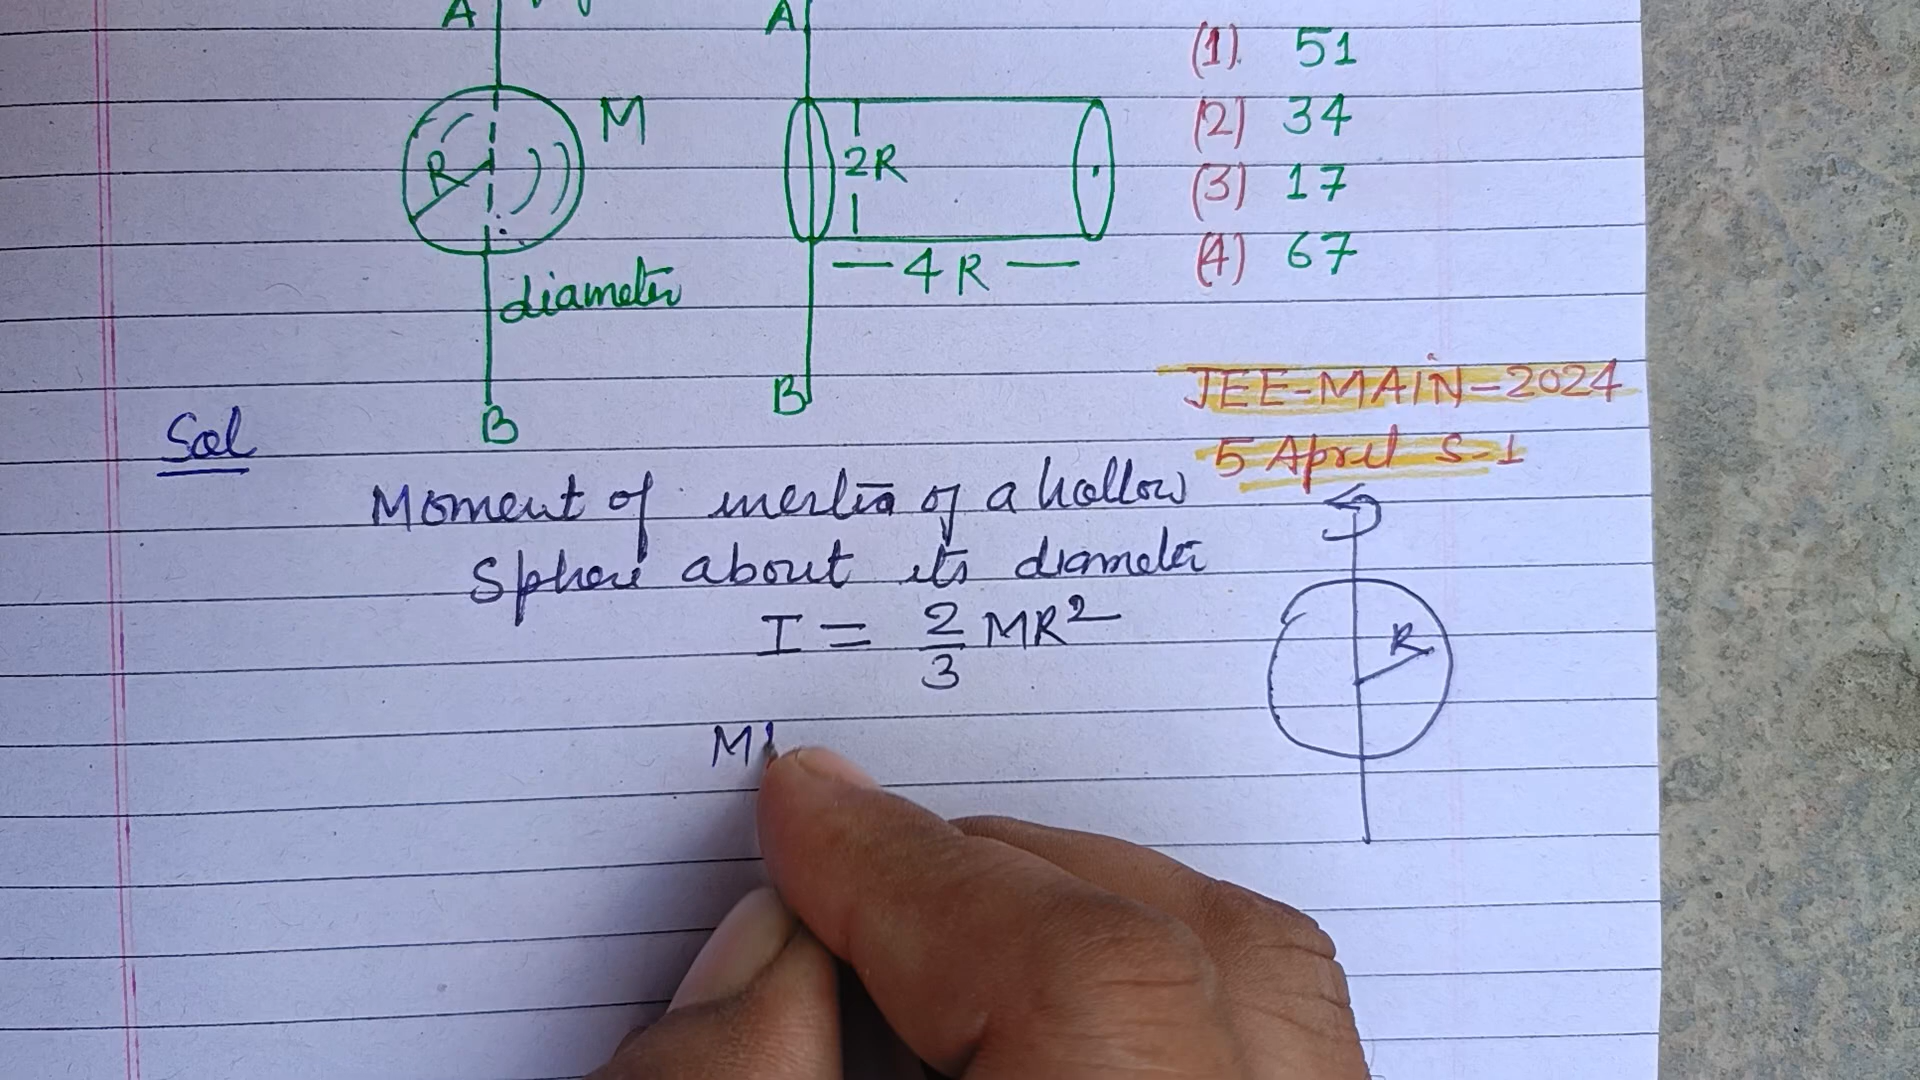 A A
(1). 51
M (2) 34
R 2R (3) 17
diameter 4R (4) 67
B B
JEE-MAIN-2024
5 April S-1
Sol
Moment of inertia of a hollow
Sphere about its diameter
I = 2/3 MR²
R
M